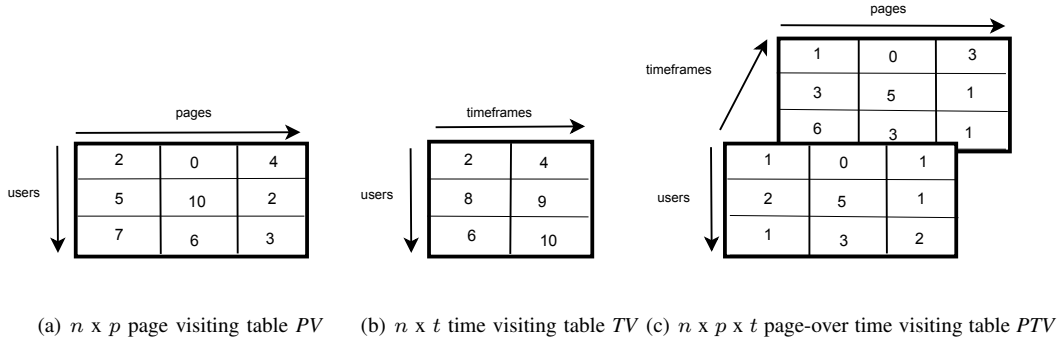 pages
timeframes
1 0 3
3 5 1
6 3 1
pages
users
2 0 4
5 10 2
7 6 3
timeframes
users
2 4
8 9
6 10
users
1 0 1
2 5 1
1 3 2
(a) n x p page visiting table PV
(b) n x t time visiting table TV
(c) n x p x t page-over time visiting table PTV